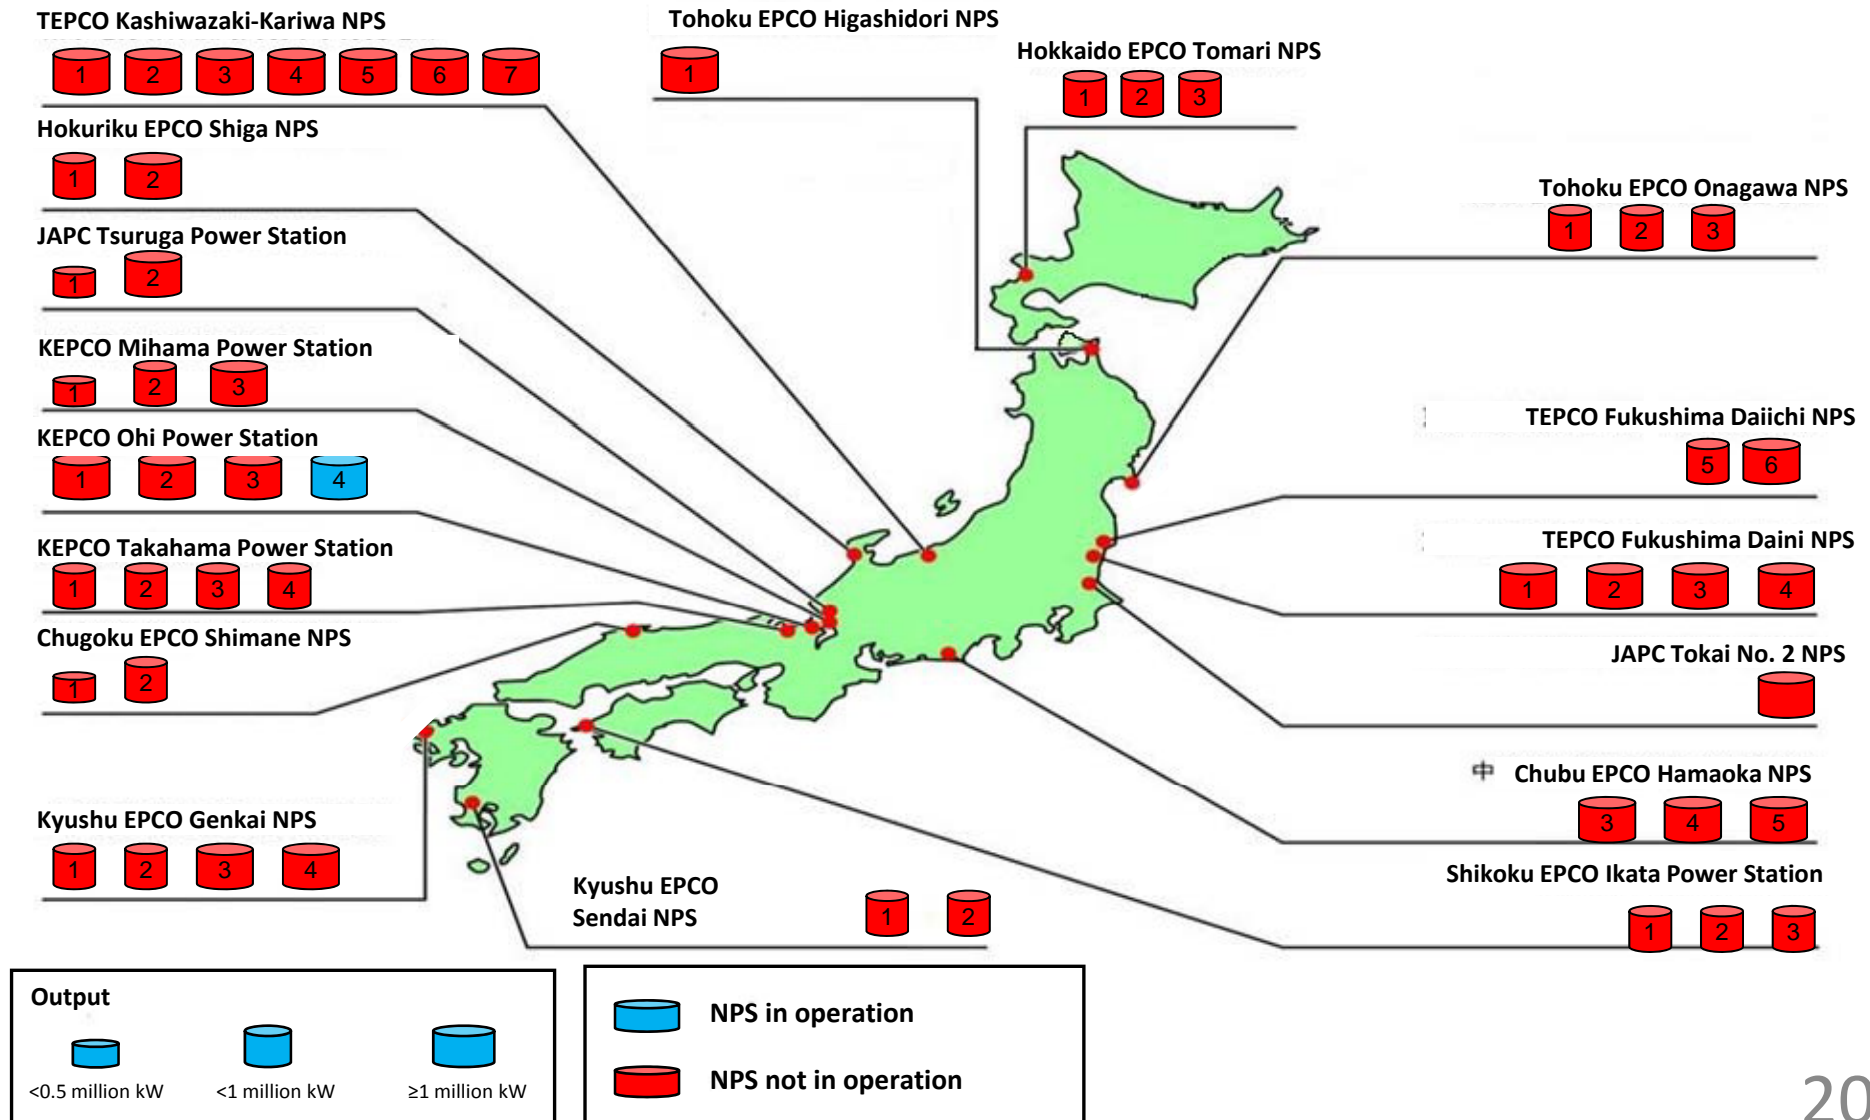 TEPCO Kashiwazaki-Kariwa NPS
1 2 3 4 5 6 7
Tohoku EPCO Higashidori NPS
1
Hokkaido EPCO Tomari NPS
1 2 3
Hokuriku EPCO Shiga NPS
1 2
Tohoku EPCO Onagawa NPS
1 2 3
JAPC Tsuruga Power Station
1 2
KEPCO Mihama Power Station
1 2 3
KEPCO Ohi Power Station
1 2 3 4
TEPCO Fukushima Daiichi NPS
5 6
KEPCO Takahama Power Station
1 2 3 4
TEPCO Fukushima Daini NPS
1 2 3 4
Chugoku EPCO Shimane NPS
1 2
JAPC Tokai No. 2 NPS
中 Chubu EPCO Hamaoka NPS
3 4 5
Kyushu EPCO Genkai NPS
1 2 3 4
Kyushu EPCO
Sendai NPS
1 2
Shikoku EPCO Ikata Power Station
1 2 3
Output
<0.5 million kW
<1 million kW
≥1 million kW
NPS in operation
NPS not in operation
20